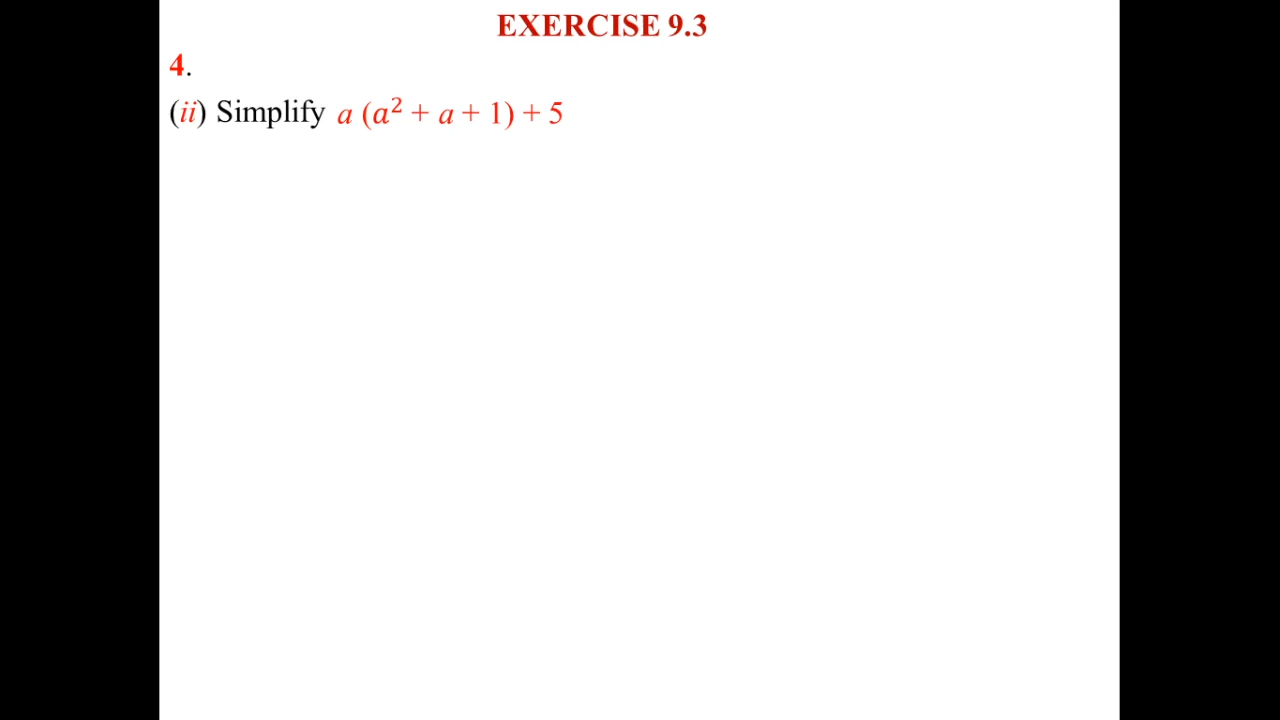 EXERCISE 9.3
4.
(ii) Simplify a (a² + a + 1) + 5